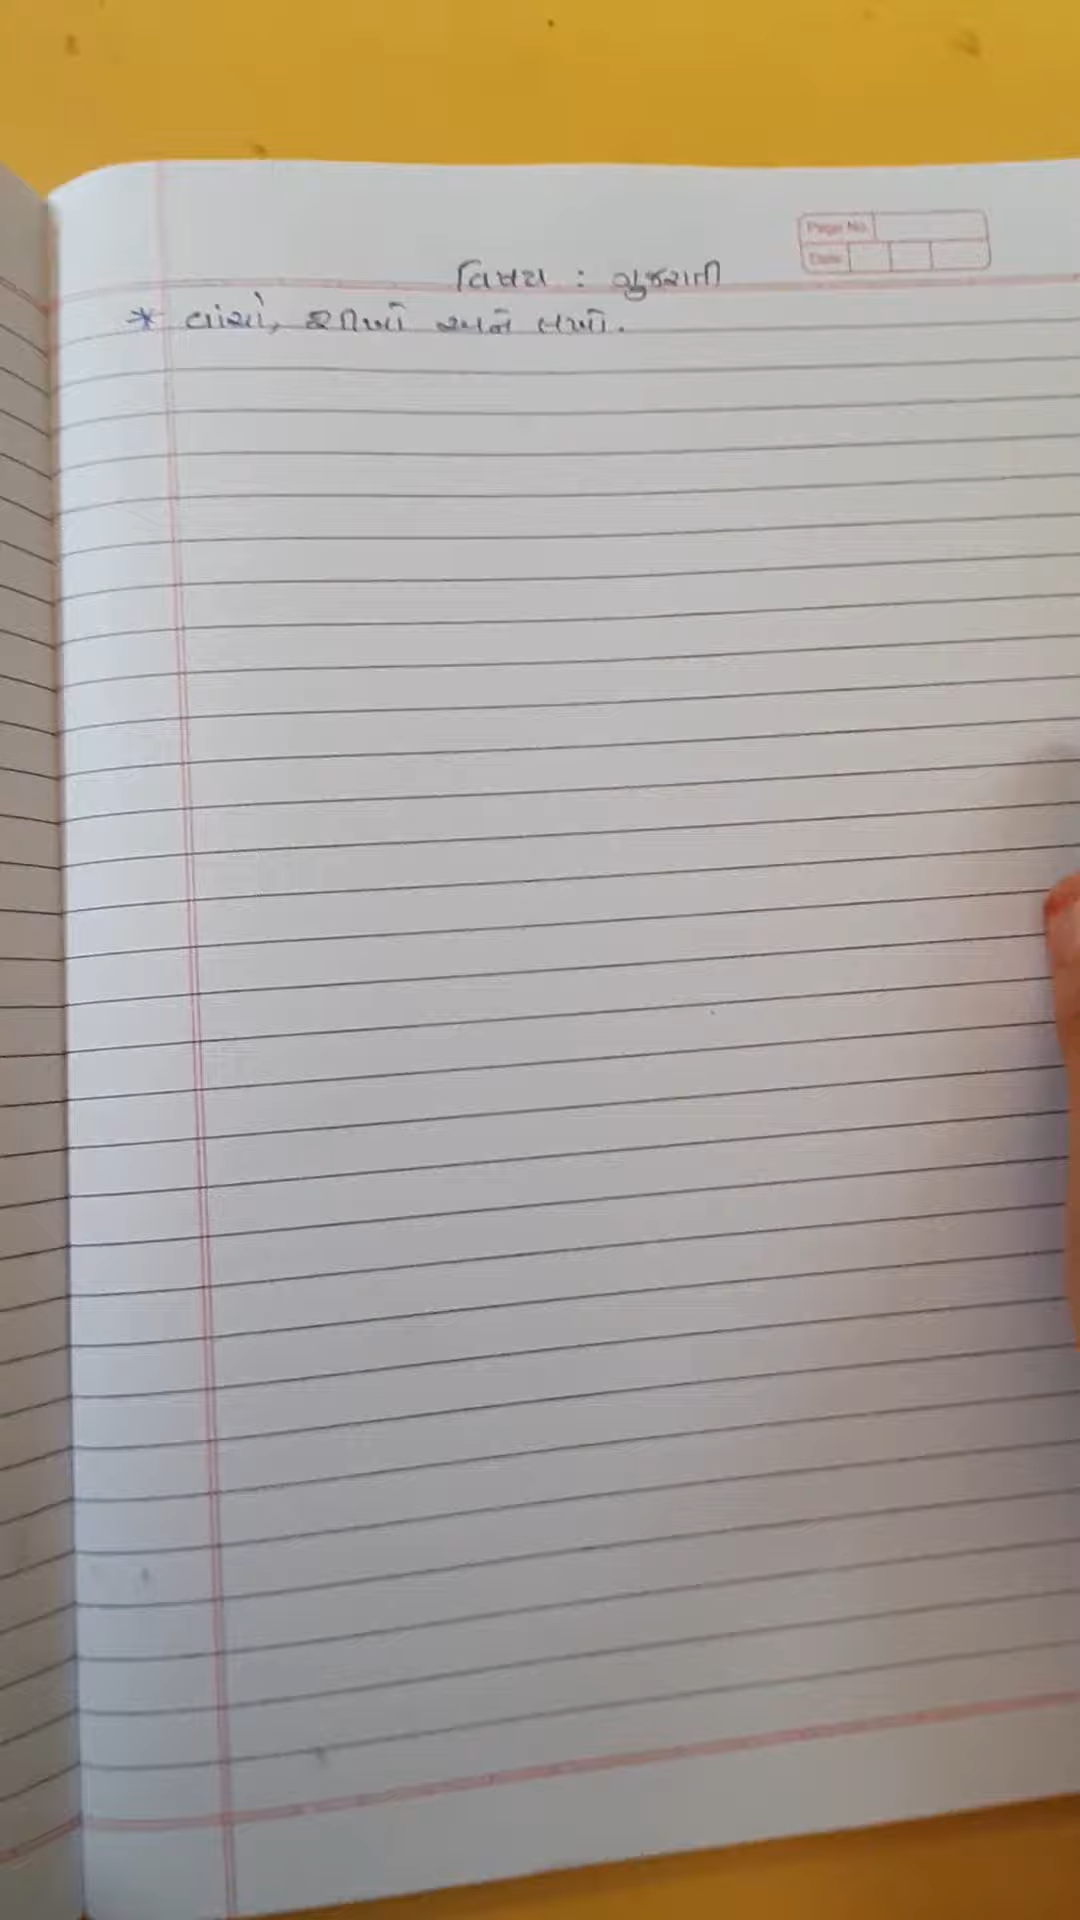 Page No.
Date
વિષય : ગુજરાતી
* વાંચો, શીખો અને લખો.